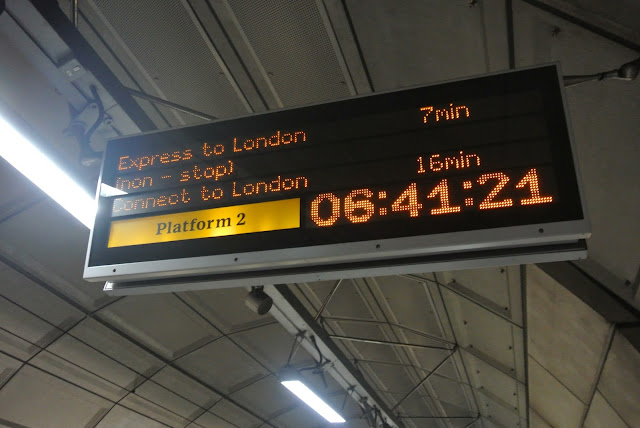 Express to London 7min
(non - stop)
Connect to London 16min
Platform 2 06:41:21